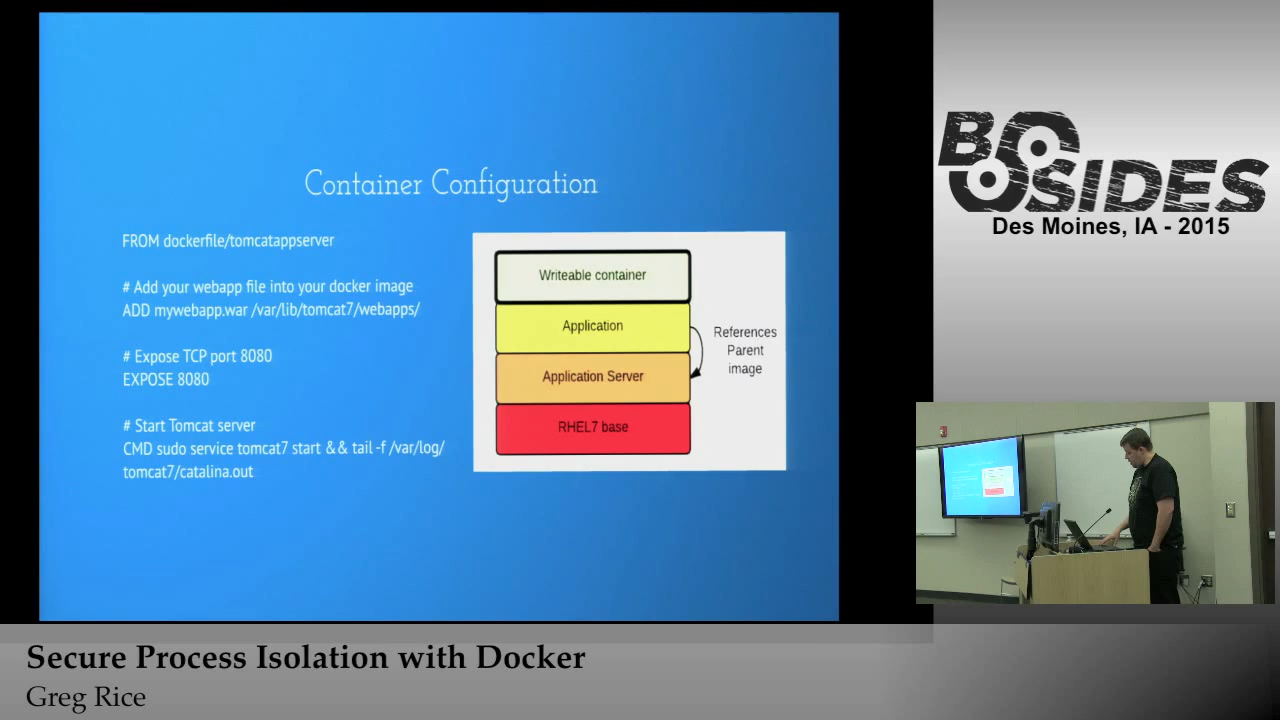 Container Configuration
FROM dockerfile/tomcatappserver
# Add your webapp file into your docker image
ADD mywebapp.war /var/lib/tomcat7/webapps/
# Expose TCP port 8080
EXPOSE 8080
# Start Tomcat server
CMD sudo service tomcat7 start && tail -f /var/log/
tomcat7/catalina.out
Writeable container
Application
Application Server
RHEL7 base
References
Parent
image
BSIDES
Des Moines, IA - 2015
Secure Process Isolation with Docker
Greg Rice